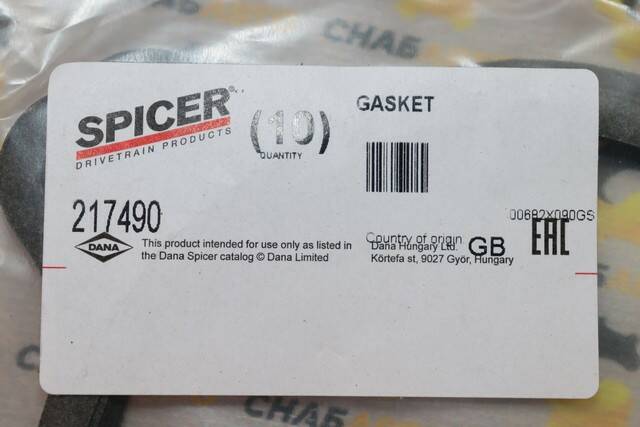 СНАБ
SPICER®
DRIVETRAIN PRODUCTS
(10)
QUANTITY
GASKET
217490
00682X090GS
DANA
This product intended for use only as listed in
the Dana Spicer catalog © Dana Limited
Country of origin GB
Dana Hungary Ltd.
Körtefa st, 9027 Györ, Hungary
EAC
СНАБ